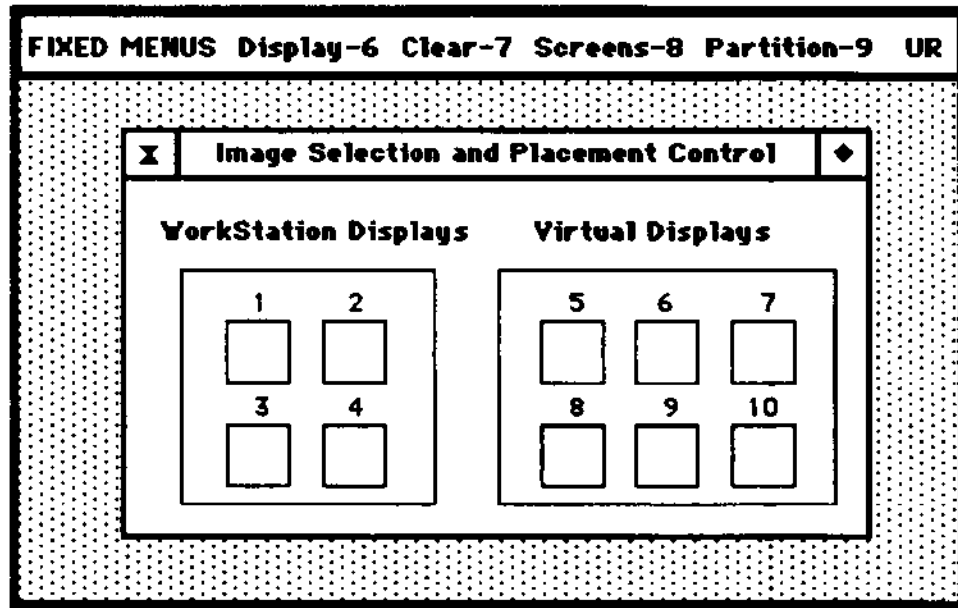 FIXED MENUS Display-6 Clear-7 Screens-8 Partition-9 UR
Image Selection and Placement Control
WorkStation Displays Virtual Displays
1 2 5 6 7
3 4 8 9 10